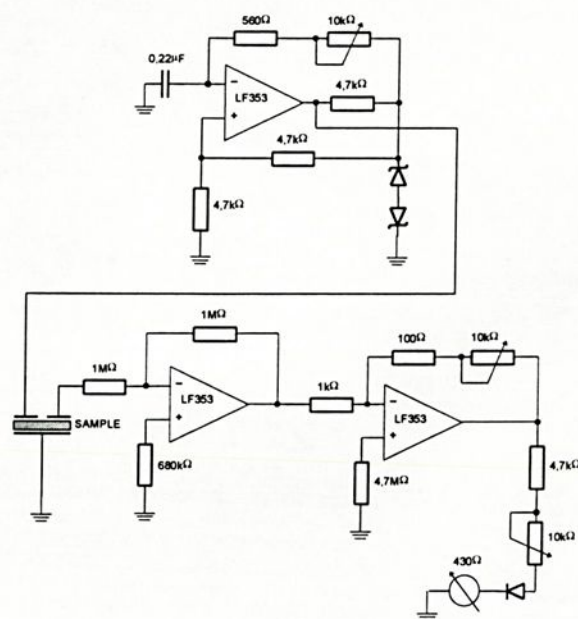 560Ω
10kΩ
0,22µF
−
LF353
+
4,7kΩ
4,7kΩ
4,7kΩ
1MΩ
1MΩ
−
LF353
+
SAMPLE
680kΩ
100Ω
10kΩ
1kΩ
−
LF353
+
4,7MΩ
4,7kΩ
10kΩ
430Ω